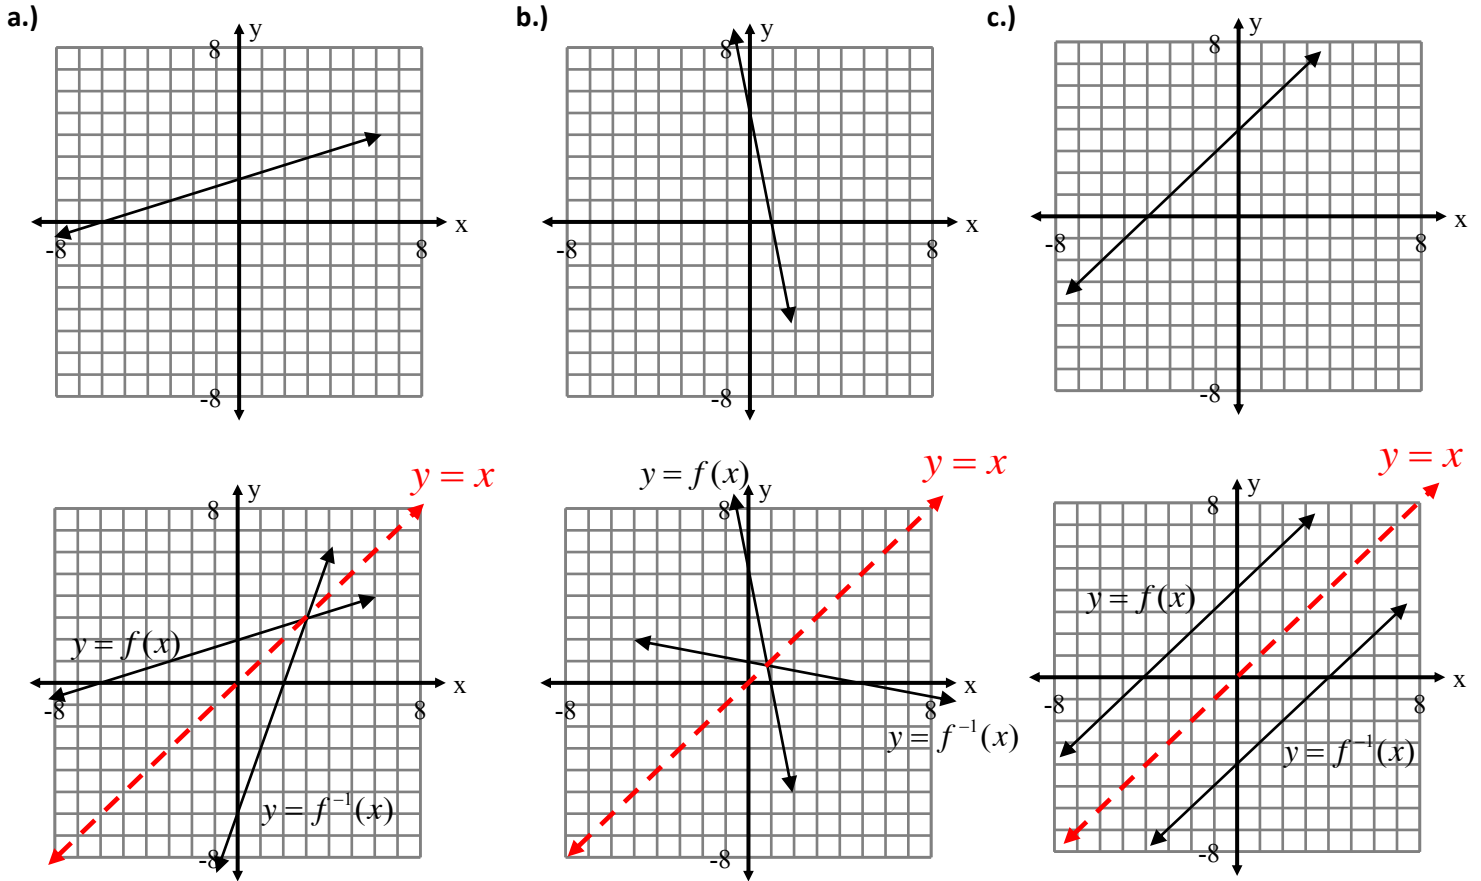 a.)
y
8
x
-8
8
-8
b.)
y
8
x
-8
8
-8
c.)
y
8
x
-8
8
-8
y = x
y
8
y = f(x)
x
-8
8
y = f⁻¹(x)
-8
y = f(x)
y = x
y
8
x
-8
8
y = f⁻¹(x)
-8
y = x
y
8
y = f(x)
x
-8
8
y = f⁻¹(x)
-8